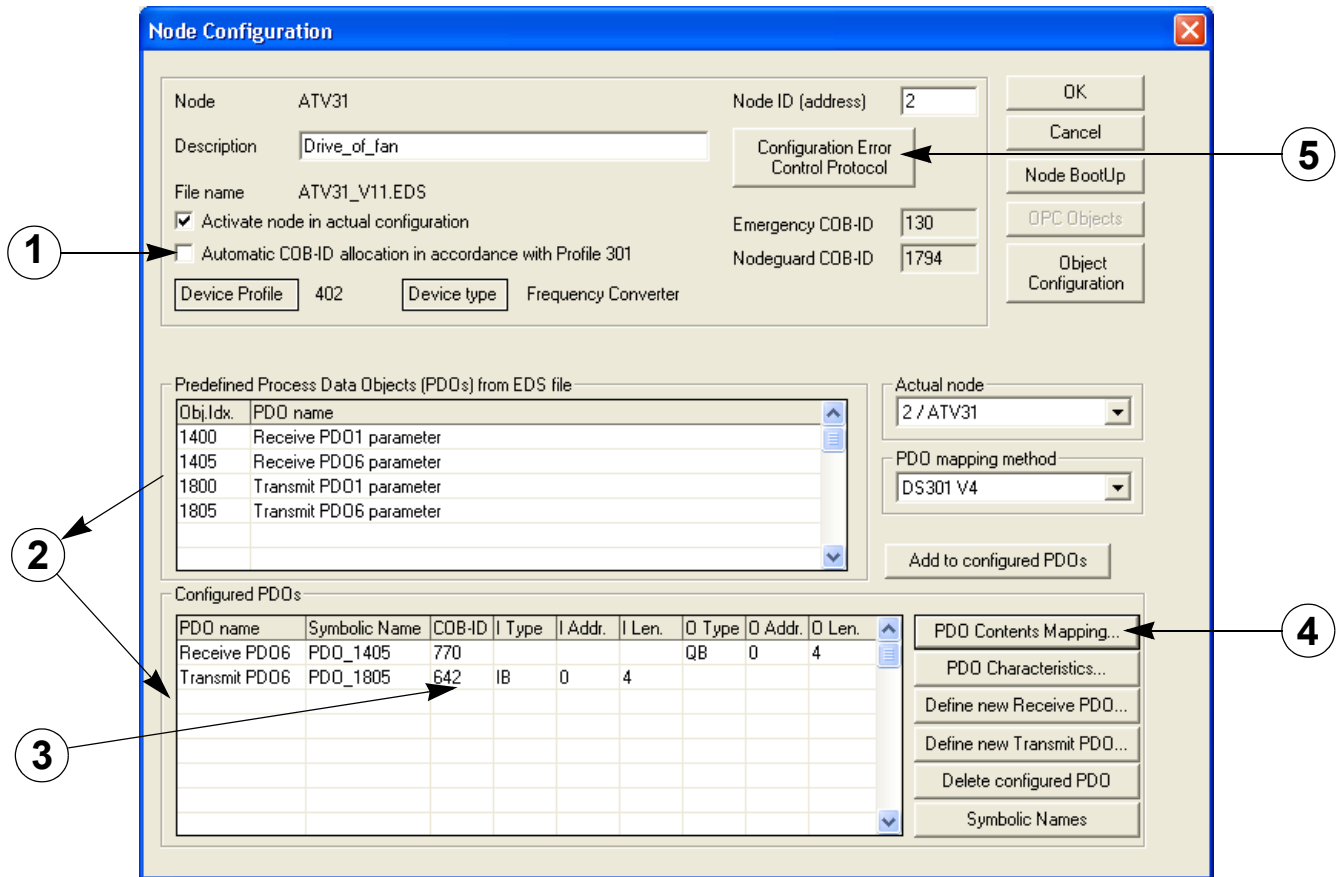 Node Configuration
Node ATV31
Node ID (address) 2
OK
Description Drive_of_fan
Configuration Error
Control Protocol
Cancel
5
File name ATV31_V11.EDS
Node BootUp
Activate node in actual configuration
Emergency COB-ID 130
OPC Objects
1
Automatic COB-ID allocation in accordance with Profile 301
Nodeguard COB-ID 1794
Object
Configuration
Device Profile 402 Device type Frequency Converter
Predefined Process Data Objects (PDOs) from EDS file
Obj.Idx. PDO name
1400 Receive PDO1 parameter
1405 Receive PDO6 parameter
1800 Transmit PDO1 parameter
1805 Transmit PDO6 parameter
Actual node
2 / ATV31
PDO mapping method
DS301 V4
2
Add to configured PDOs
Configured PDOs
PDO name Symbolic Name COB-ID I Type I Addr. I Len. O Type O Addr. O Len.
Receive PDO6 PDO_1405 770 QB 0 4
Transmit PDO6 PDO_1805 642 IB 0 4
PDO Contents Mapping...
4
PDO Characteristics...
Define new Receive PDO...
Define new Transmit PDO...
3
Delete configured PDO
Symbolic Names